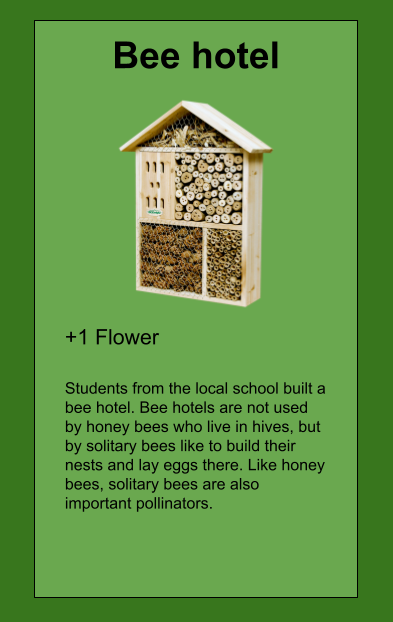 Bee hotel
+1 Flower
Students from the local school built a
bee hotel. Bee hotels are not used
by honey bees who live in hives, but
by solitary bees like to build their
nests and lay eggs there. Like honey
bees, solitary bees are also
important pollinators.